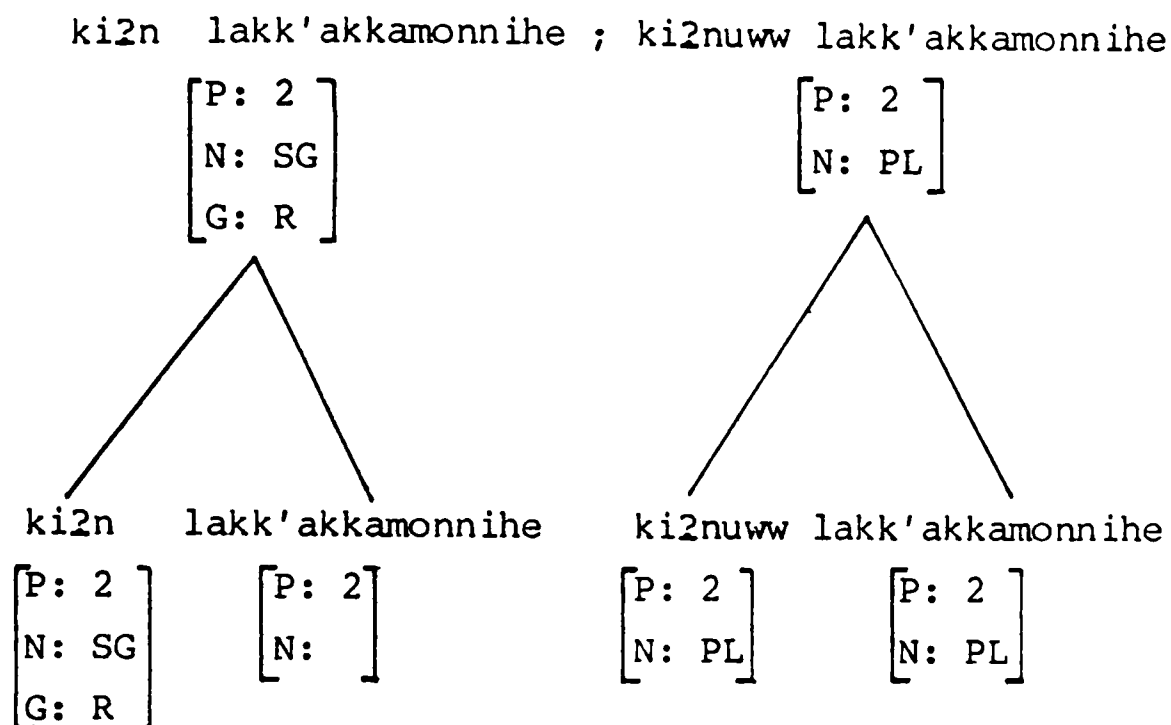 ki2n lakk'akkamonnihe ; ki2nuww lakk'akkamonnihe
P: 2 P: 2
N: SG N: PL
G: R
ki2n lakk'akkamonnihe ki2nuww lakk'akkamonnihe
P: 2 P: 2 P: 2 P: 2
N: SG N: N: PL N: PL
G: R